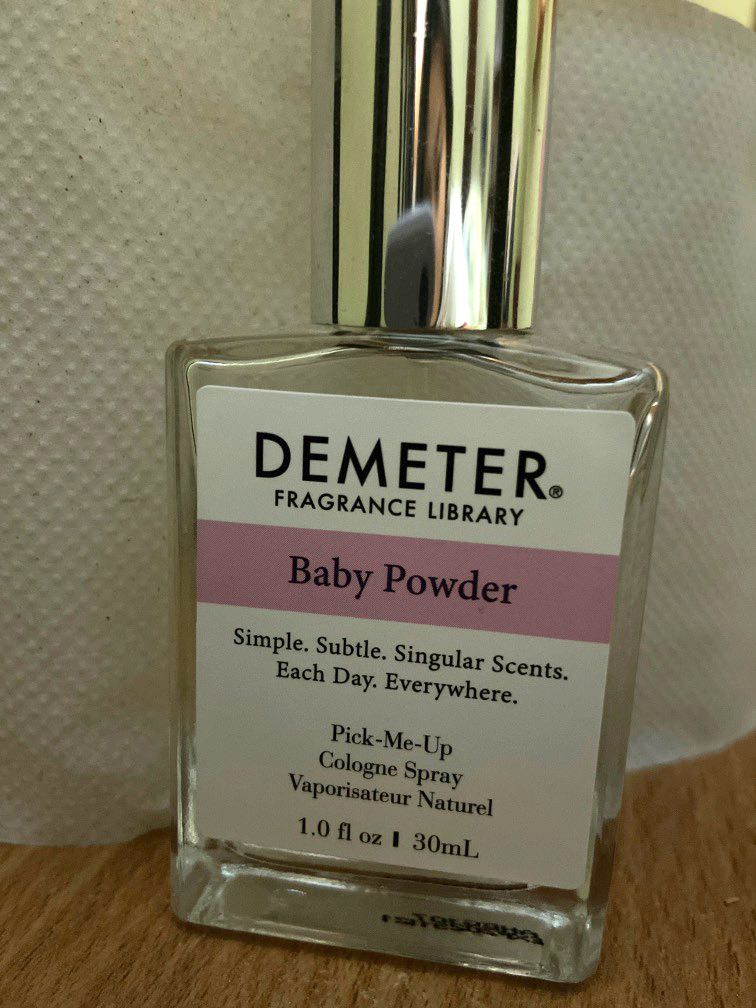 DEMETER®
FRAGRANCE LIBRARY
Baby Powder
Simple. Subtle. Singular Scents.
Each Day. Everywhere.
Pick-Me-Up
Cologne Spray
Vaporisateur Naturel
1.0 fl oz | 30mL